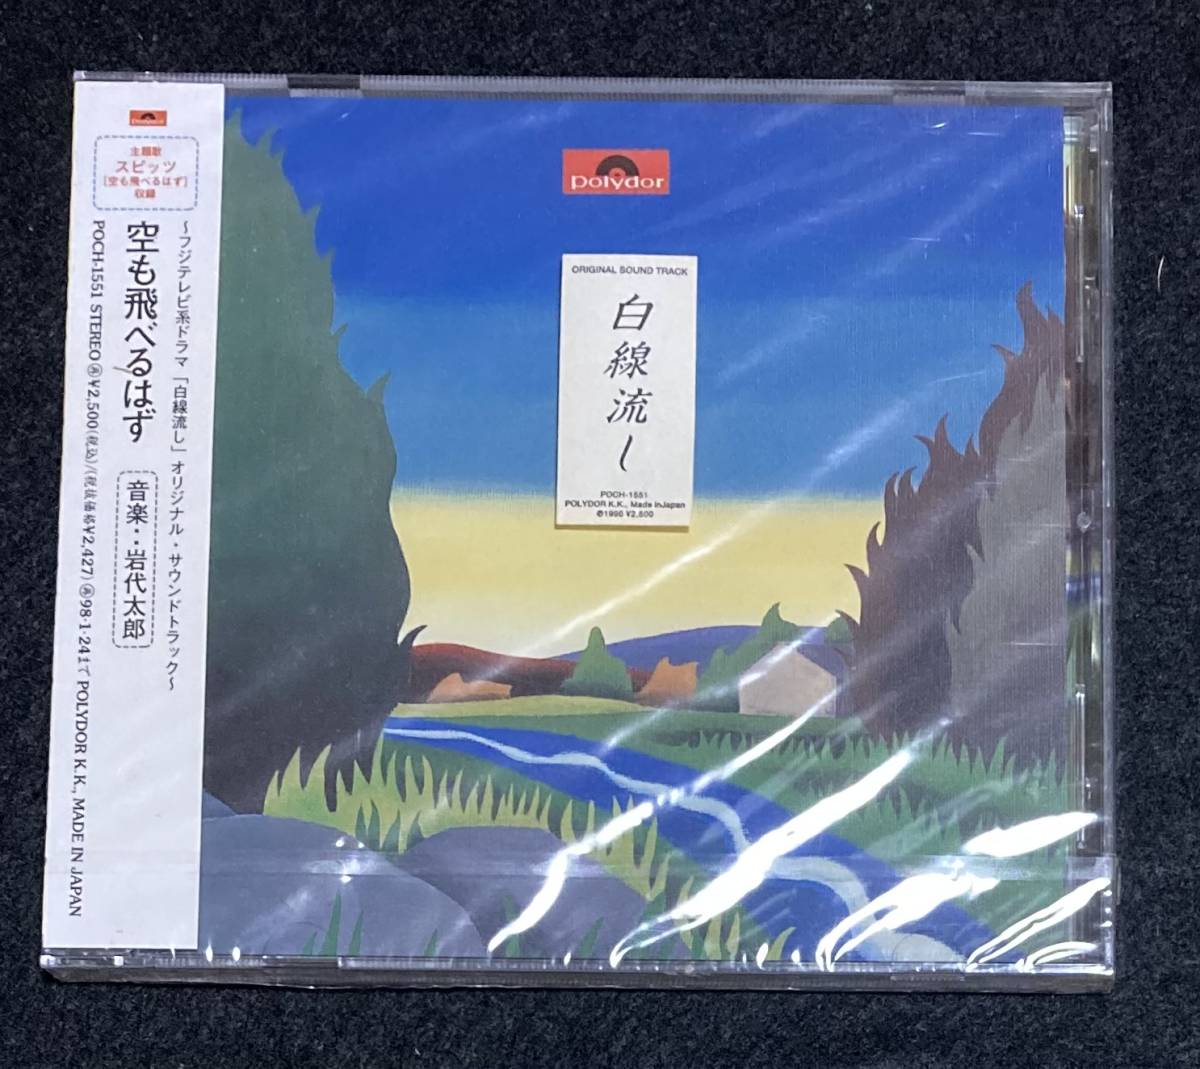 Polydor
主題歌
スピッツ
[空も飛べるはず]
収録
〜フジテレビ系ドラマ「白線流し」オリジナル・サウンドトラック〜
空も飛べるはず
音楽:岩代太郎
POCH-1551 STEREO Ⓛ¥2,500(税込)/(税抜価格¥2,427)Ⓛ98・1・24まで POLYDOR K.K., MADE IN JAPAN
polydor
ORIGINAL SOUND TRACK
白線流し
POCH-1551
POLYDOR K.K., Made inJapan
℗1996 ¥2,500